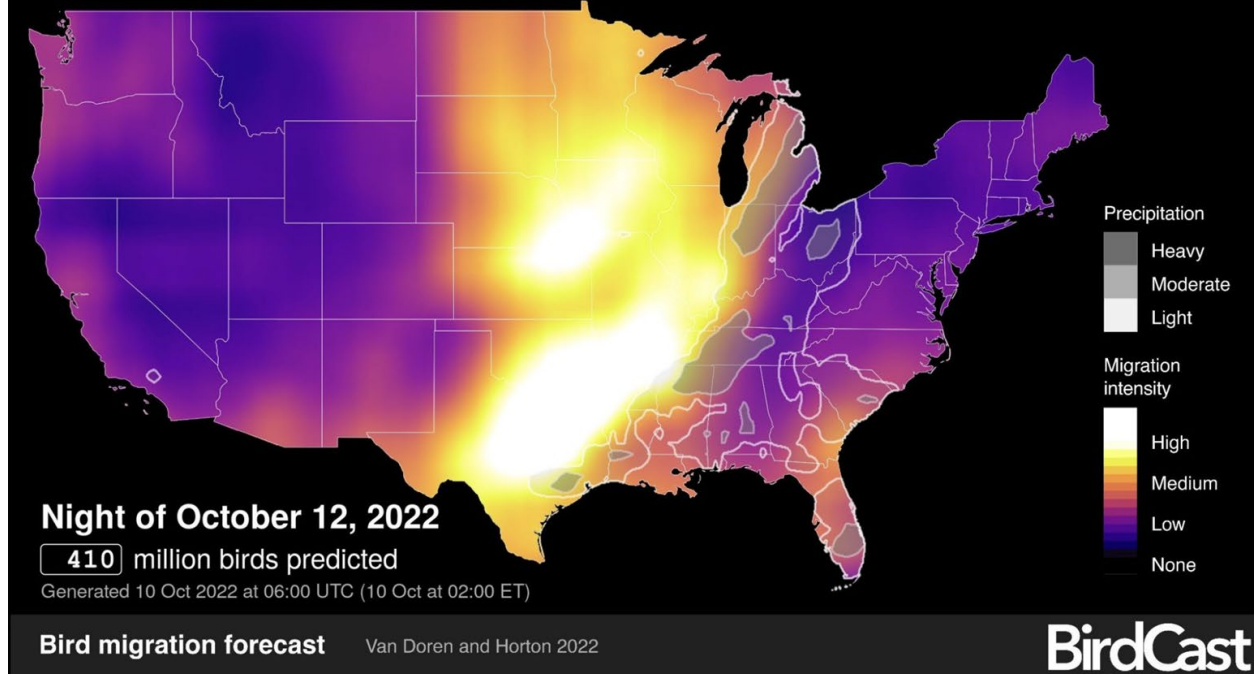 Precipitation
Heavy
Moderate
Light
Migration
intensity
High
Medium
Low
None
Night of October 12, 2022
410 million birds predicted
Generated 10 Oct 2022 at 06:00 UTC (10 Oct at 02:00 ET)
Bird migration forecast Van Doren and Horton 2022
BirdCast